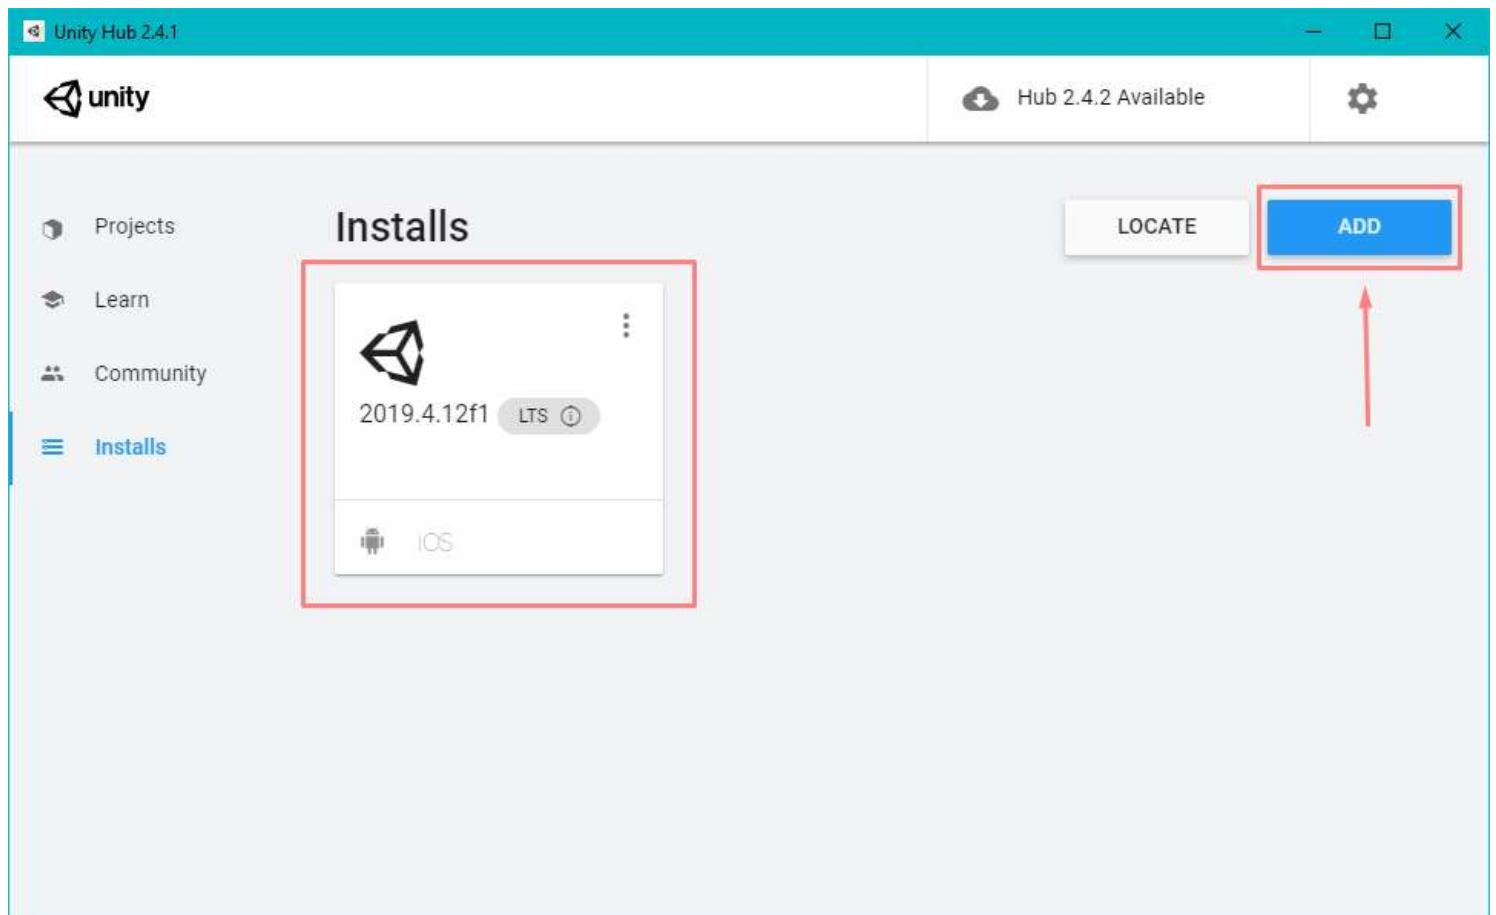 Unity Hub 2.4.1
unity
Hub 2.4.2 Available
Projects
Learn
Community
Installs
Installs
LOCATE
ADD
2019.4.12f1
LTS
iOS